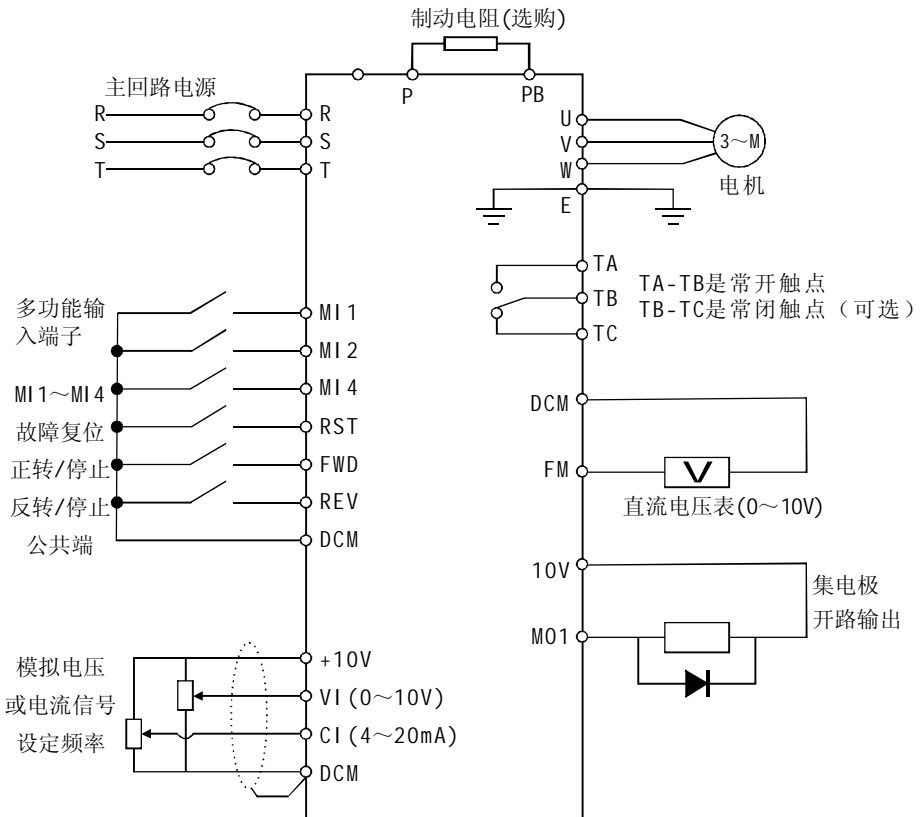 制动电阻(选购)
P
PB
主回路电源
R
R
S
S
T
T
U
V
W
3～M
电机
E
TA
TB
TC
TA-TB是常开触点
TB-TC是常闭触点（可选）
多功能输
入端子
MI1～MI4
故障复位
正转/停止
反转/停止
公共端
MI1
MI2
MI4
RST
FWD
REV
DCM
DCM
FM
V
直流电压表(0～10V)
10V
MO1
集电极
开路输出
模拟电压
或电流信号
设定频率
+10V
VI(0～10V)
CI(4～20mA)
DCM